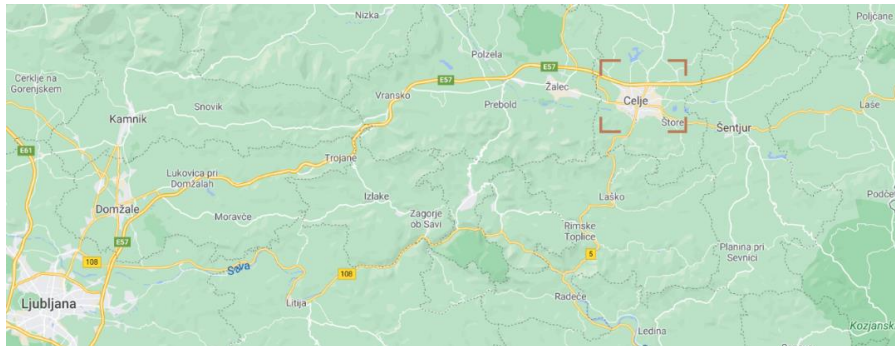 Nizka
Poljčane
Polzela
E57
E57
Cerklje na
Gorenjskem
Vransko
Žalec
Celje
Prebold
Snovik
Laše
Kamnik
Štore
Šentjur
E61
Trojane
Lukovica pri
Domžalah
Izlake
Laško
Domžale
Moravče
Zagorje
ob Savi
Rimske
Toplice
E57
Planina pri
Sevnici
108
Sava
108
5
Ljubljana
Litija
Radeče
Ledina
Kozjansk